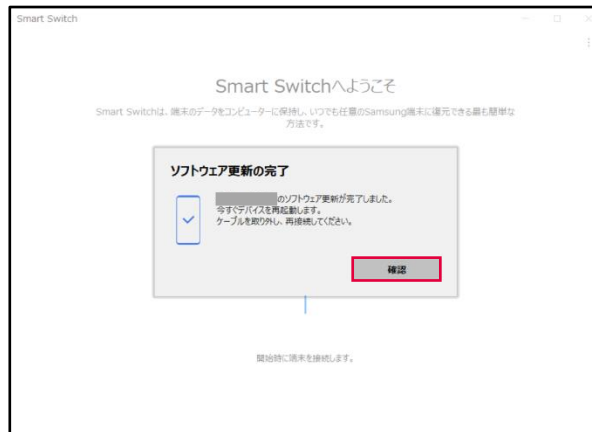 Smart Switch
Smart Switchへようこそ
Smart Switchは、端末のデータをコンピューターに保持し、いつでも任意のSamsung端末に復元できる最も簡単な
方法です。
ソフトウェア更新の完了
のソフトウェア更新が完了しました。
今すぐデバイスを再起動します。
ケーブルを取り外し、再接続してください。
確認
開始時に端末を接続します。